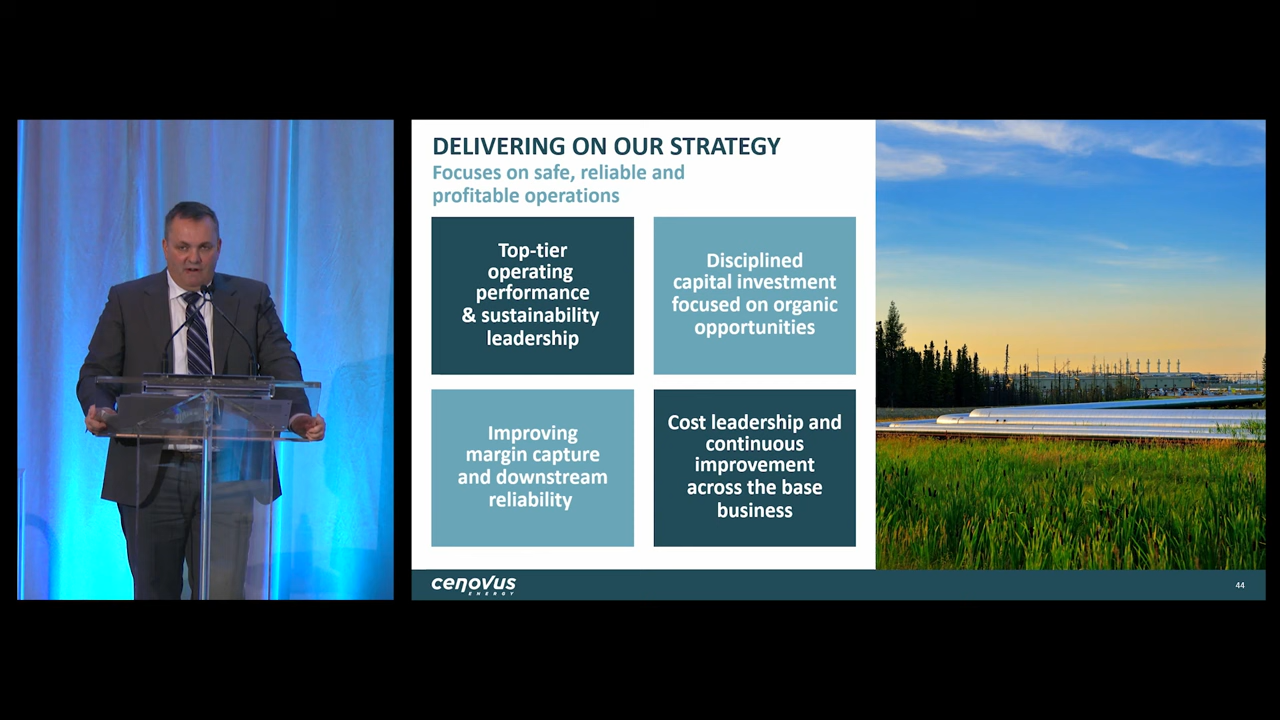 DELIVERING ON OUR STRATEGY
Focuses on safe, reliable and
profitable operations
Top-tier
operating
performance
& sustainability
leadership
Disciplined
capital investment
focused on organic
opportunities
Improving
margin capture
and downstream
reliability
Cost leadership and
continuous
improvement
across the base
business
cenovus
ENERGY
44